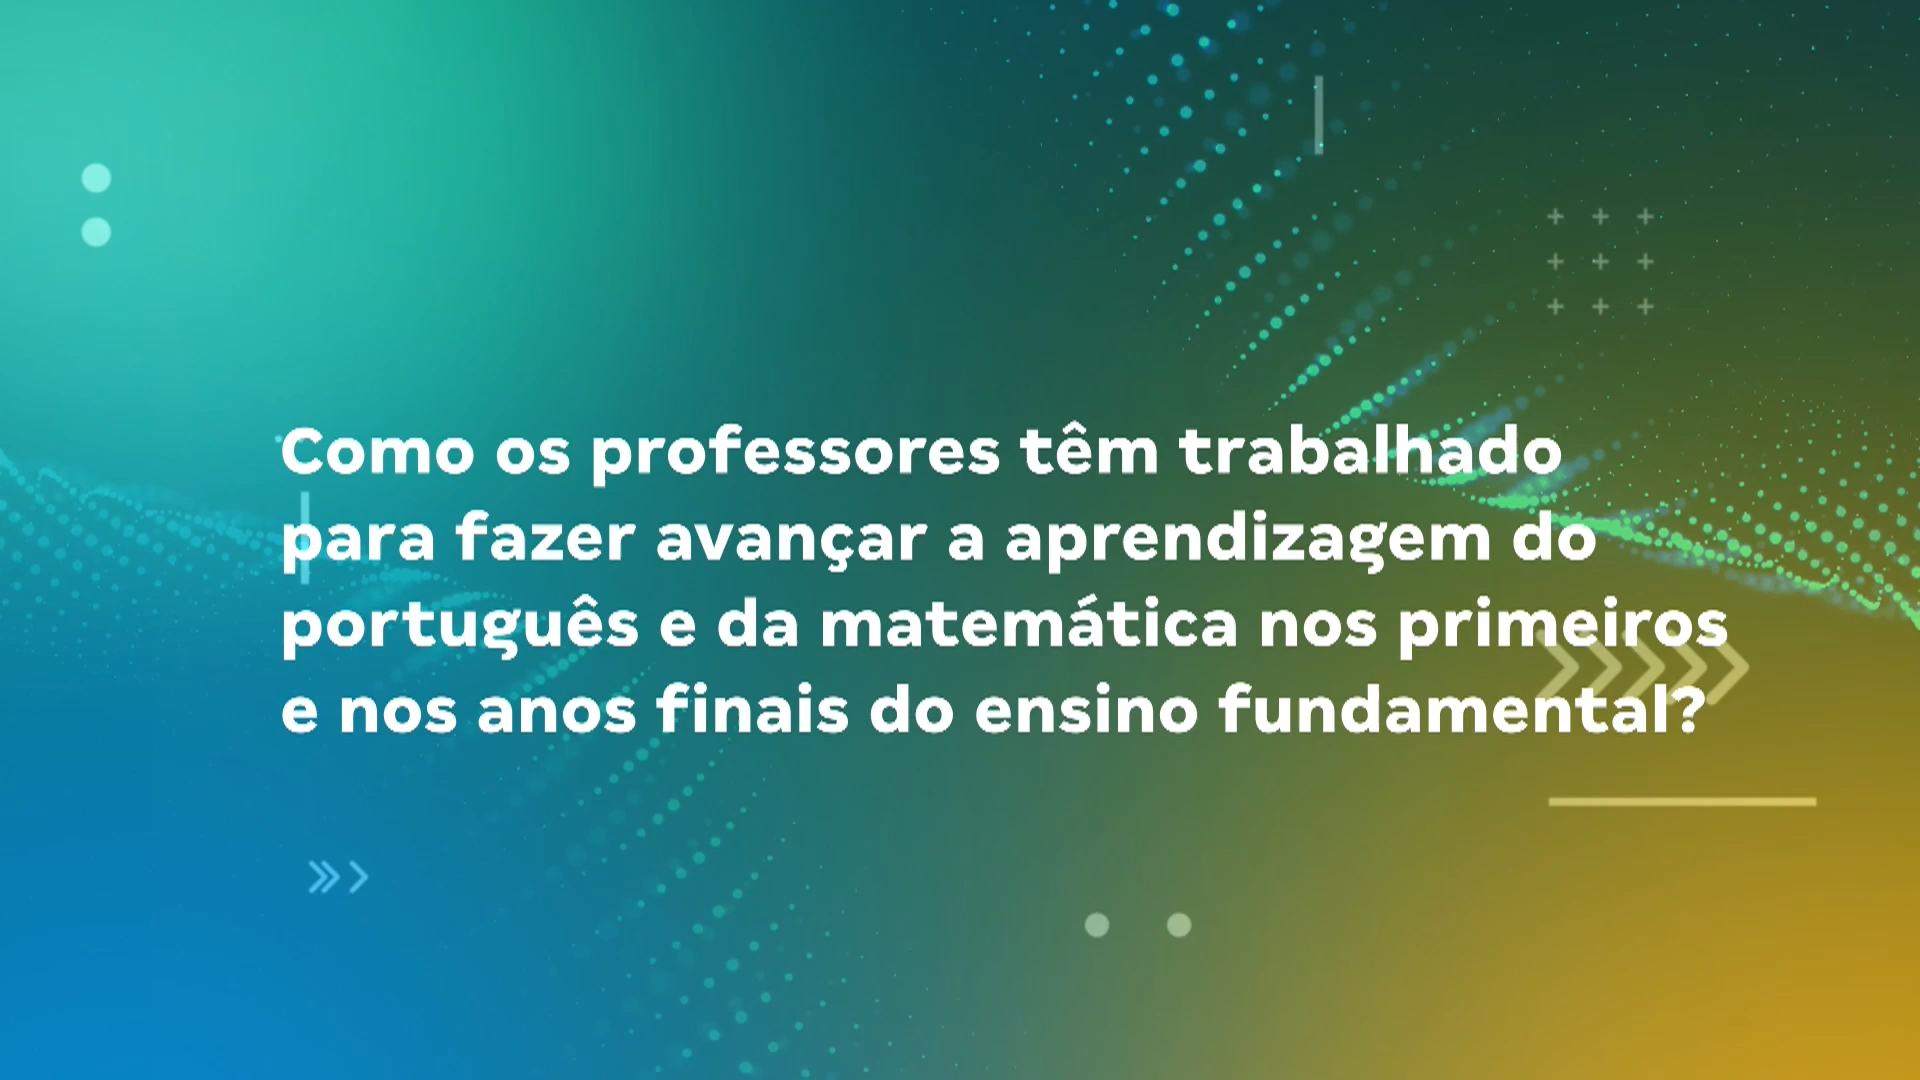 Como os professores têm trabalhado
para fazer avançar a aprendizagem do
português e da matemática nos primeiros
e nos anos finais do ensino fundamental?